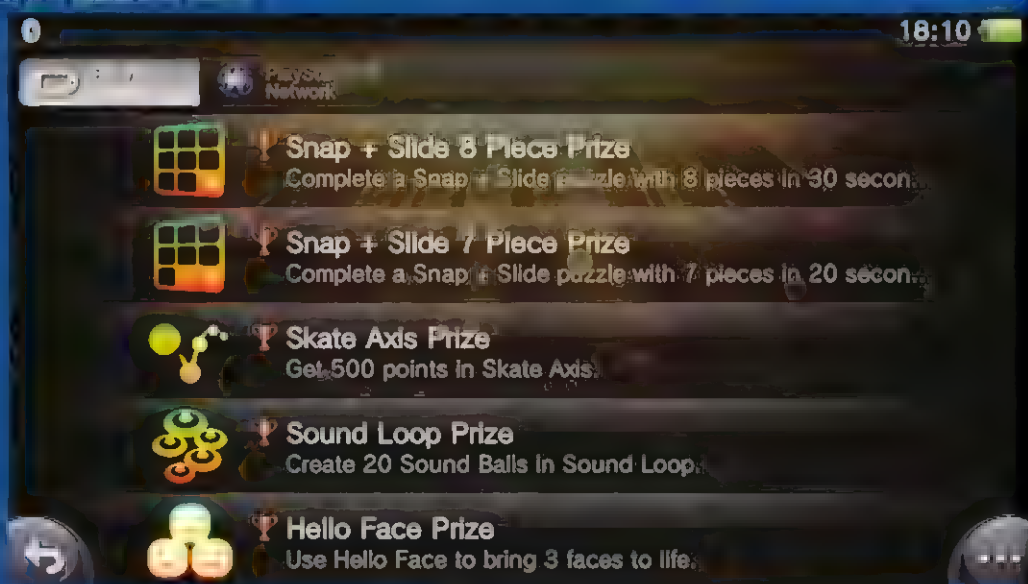 18:10
Network
Snap + Slide 8 Piece Prize
Complete a Snap + Slide puzzle with 8 pieces in 30 secon..
Snap + Slide 7 Piece Prize
Complete a Snap + Slide puzzle with 7 pieces in 20 secon..
Skate Axis Prize
Get 500 points in Skate Axis.
Sound Loop Prize
Create 20 Sound Balls in Sound Loop.
Hello Face Prize
Use Hello Face to bring 3 faces to life.